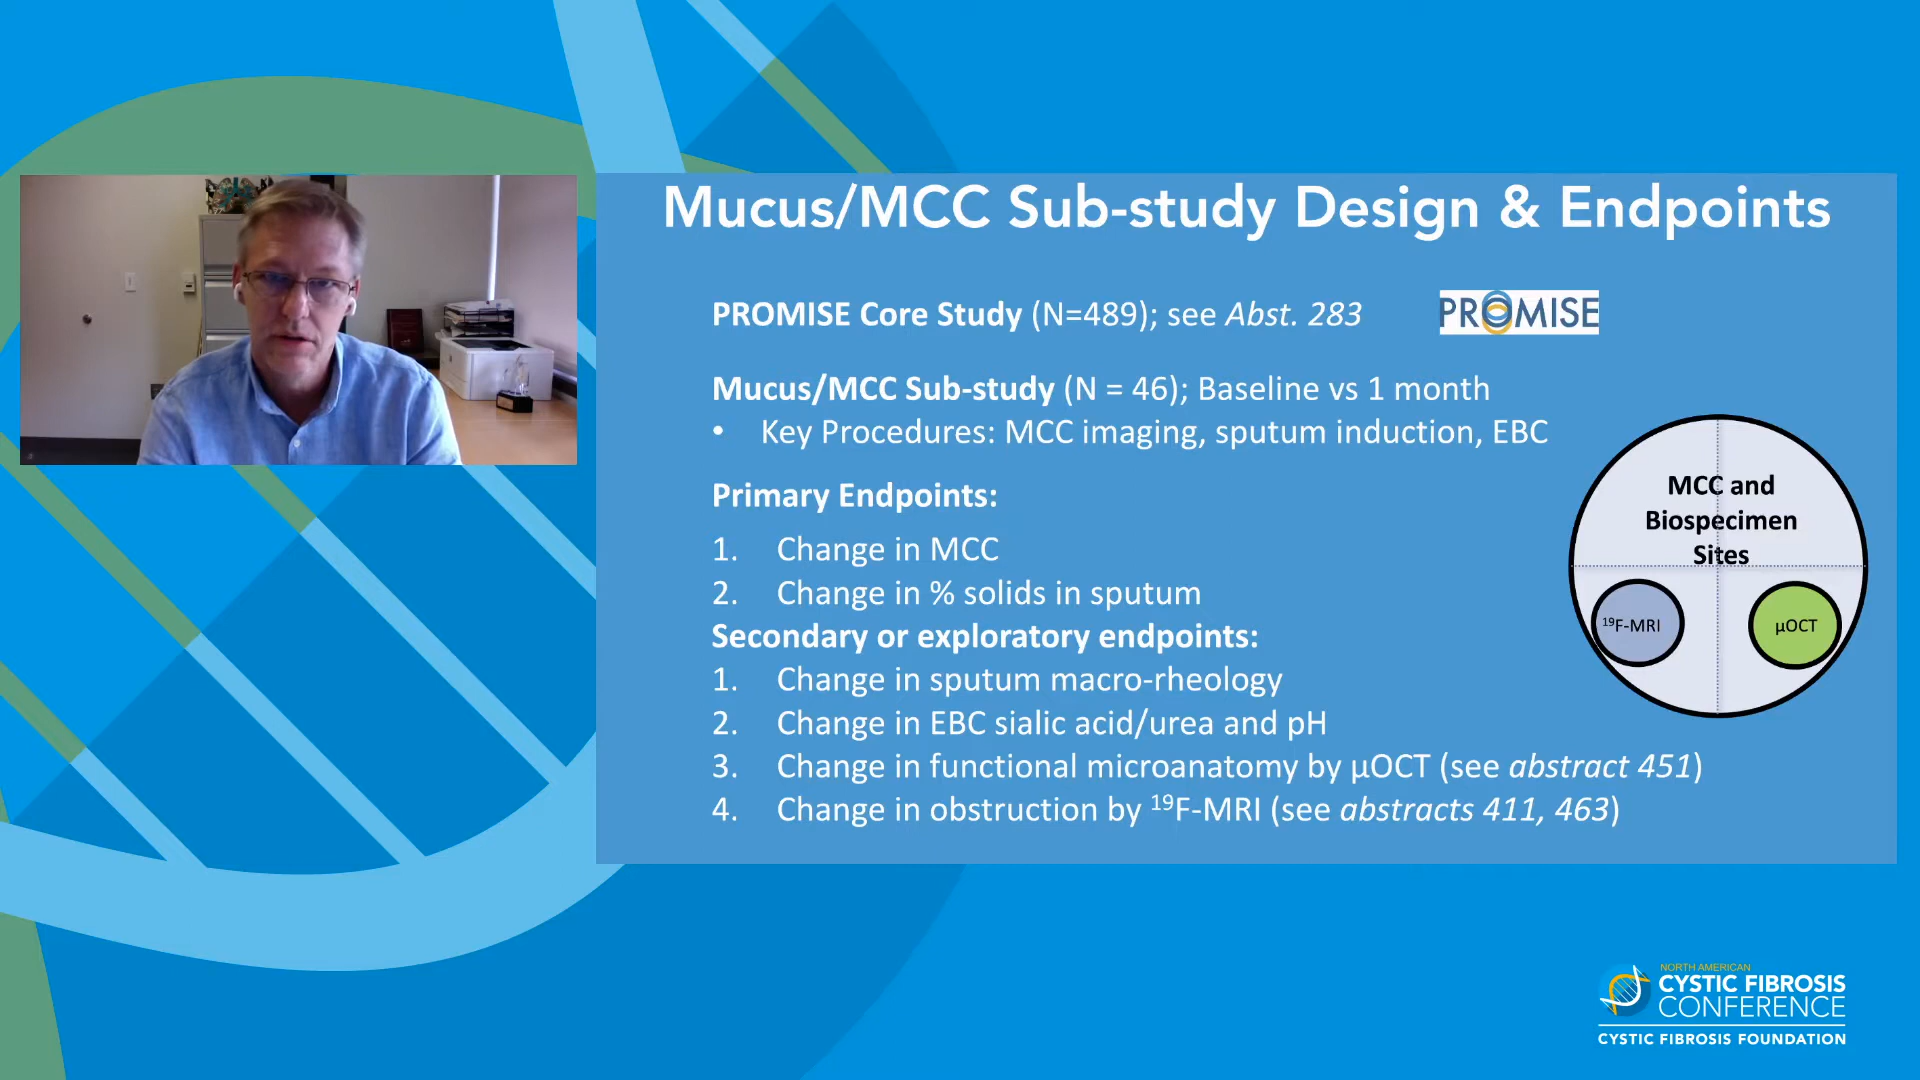 Mucus/MCC Sub-study Design & Endpoints
PROMISE Core Study (N=489); see Abst. 283
PROMISE
Mucus/MCC Sub-study (N = 46); Baseline vs 1 month
• Key Procedures: MCC imaging, sputum induction, EBC
Primary Endpoints:
1. Change in MCC
2. Change in % solids in sputum
Secondary or exploratory endpoints:
1. Change in sputum macro-rheology
2. Change in EBC sialic acid/urea and pH
3. Change in functional microanatomy by µOCT (see abstract 451)
4. Change in obstruction by ¹⁹F-MRI (see abstracts 411, 463)
MCC and
Biospecimen
Sites
¹⁹F-MRI
µOCT
NORTH AMERICAN
CYSTIC FIBROSIS
CONFERENCE
CYSTIC FIBROSIS FOUNDATION